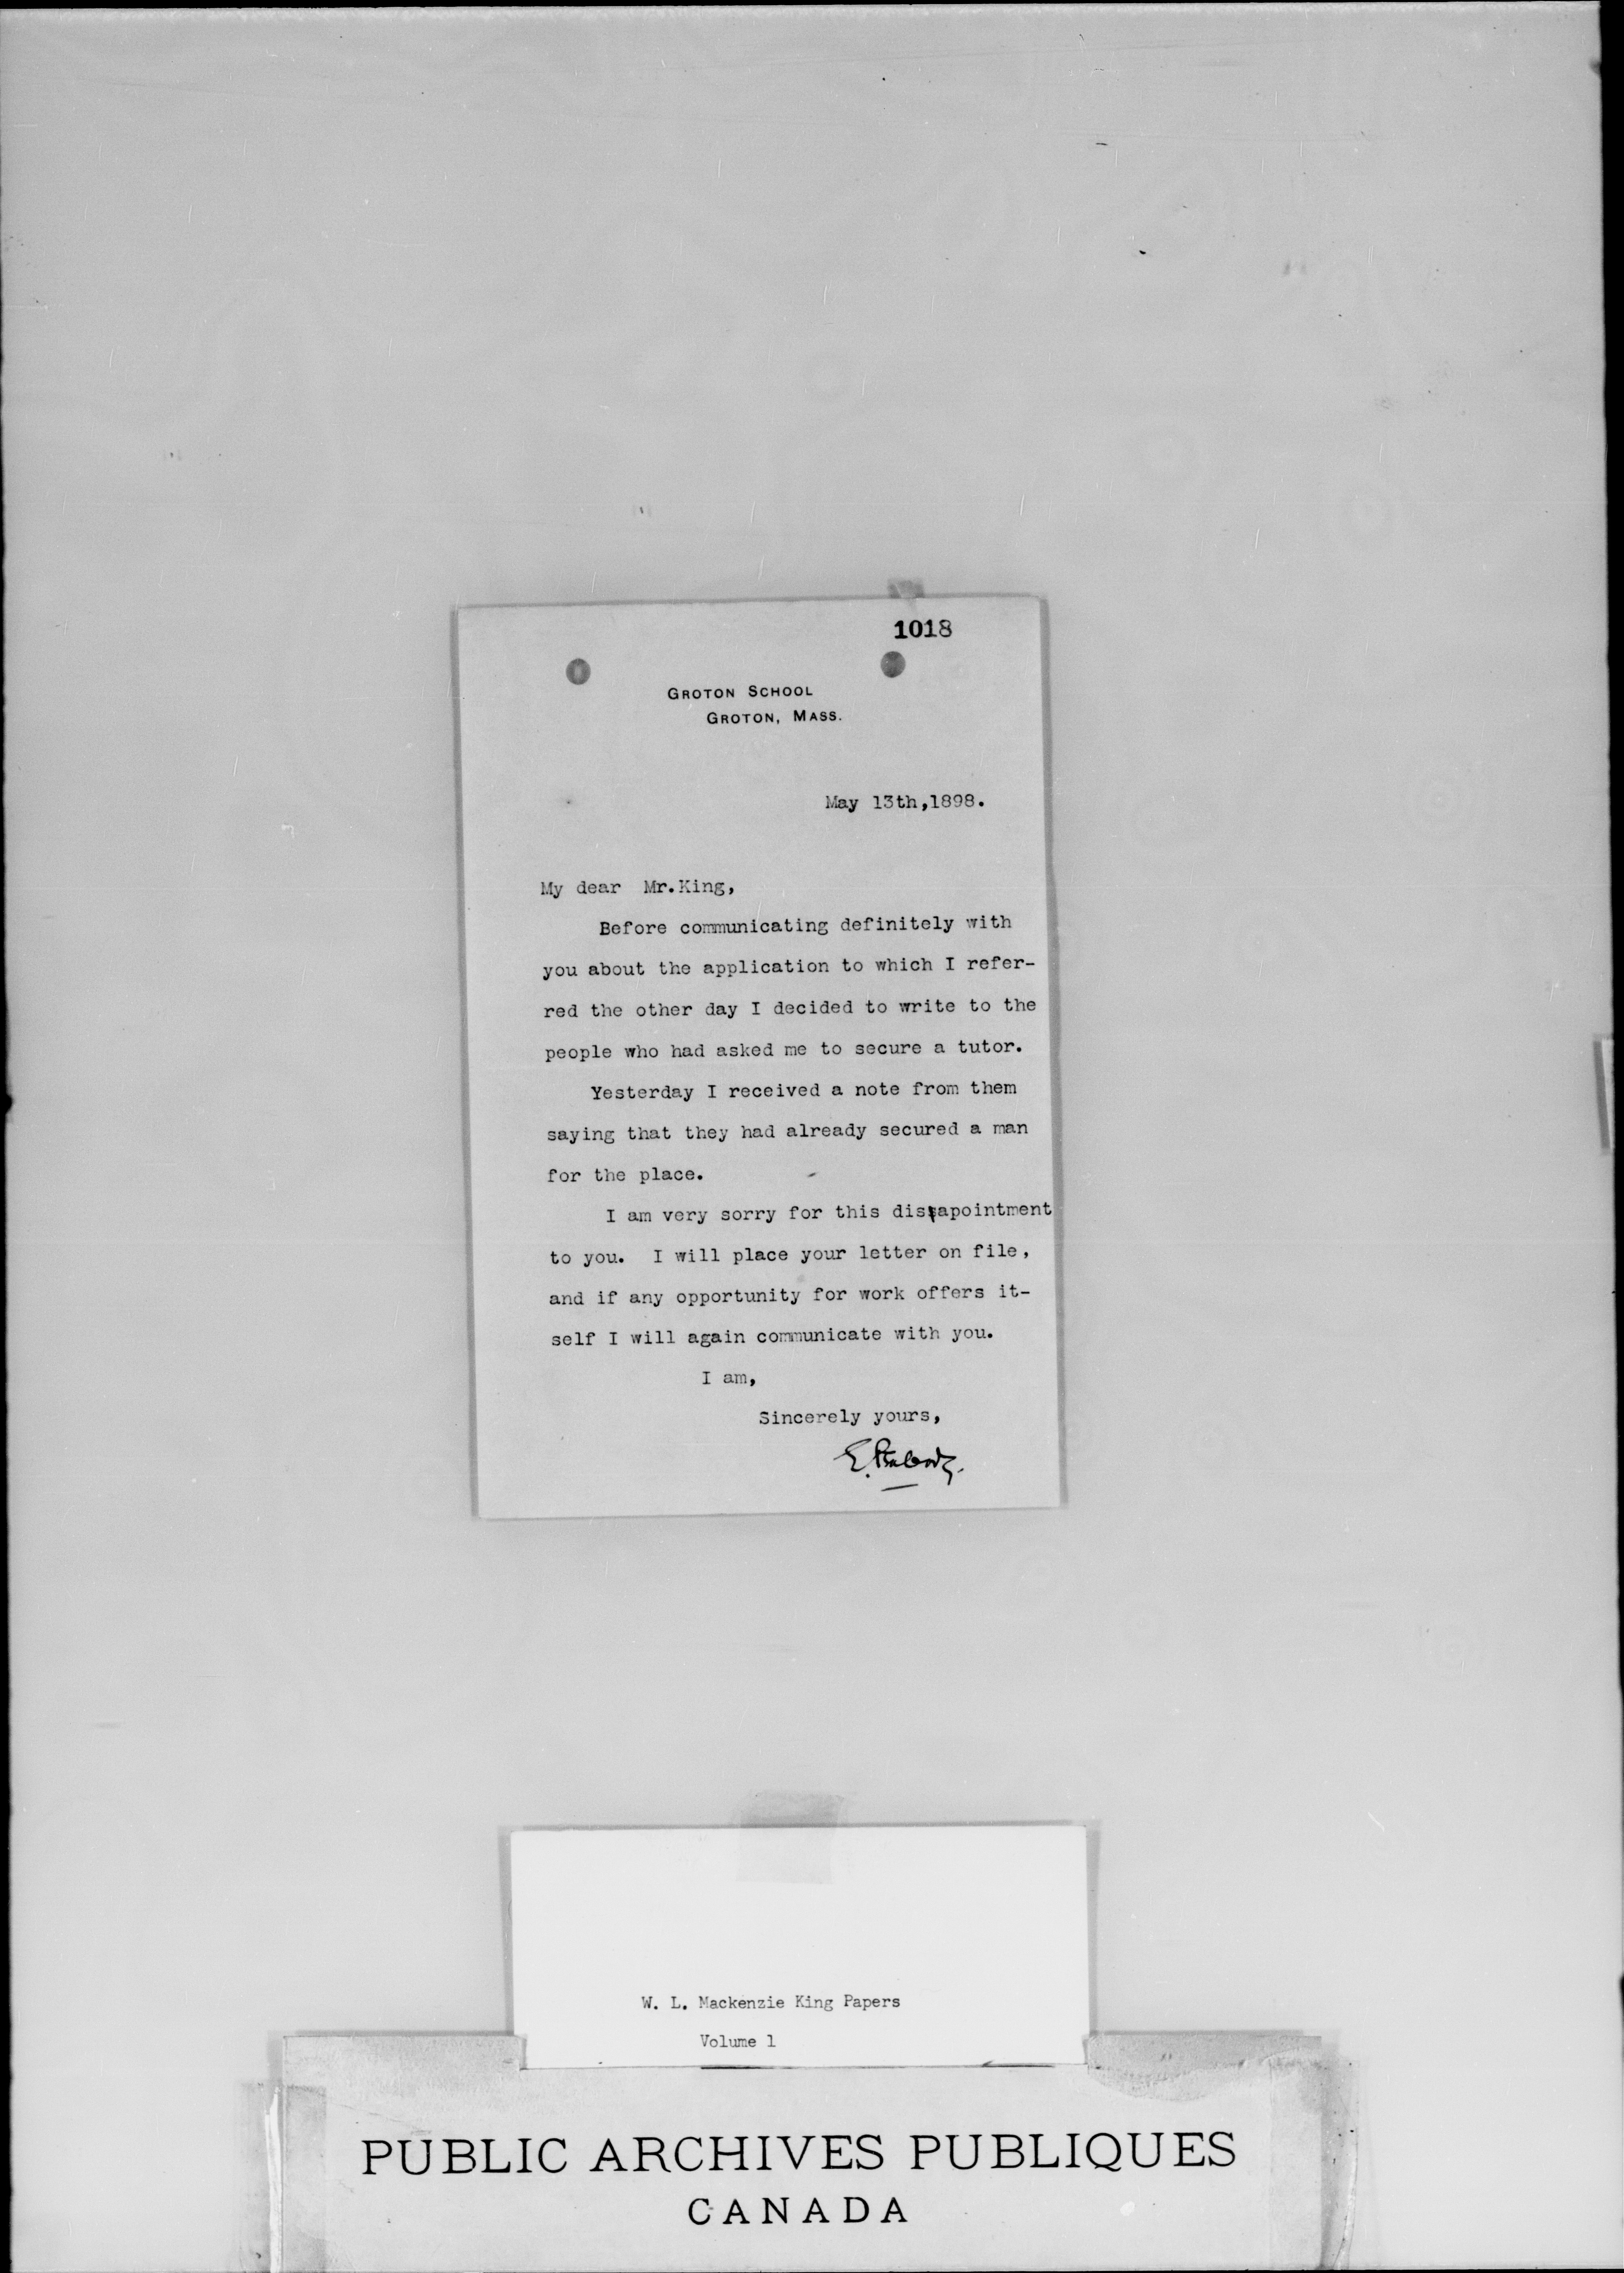 1018
GROTON SCHOOL
GROTON, MASS.
May 13th,1898.
My dear Mr.King,
Before communicating definitely with
you about the application to which I refer-
red the other day I decided to write to the
people who had asked me to secure a tutor.
Yesterday I received a note from them
saying that they had already secured a man
for the place.
I am very sorry for this disapointment
to you. I will place your letter on file,
and if any opportunity for work offers it-
self I will again communicate with you.
I am,
Sincerely yours,
E. Peabody.
W. L. Mackenzie King Papers
Volume 1
PUBLIC ARCHIVES PUBLIQUES
CANADA